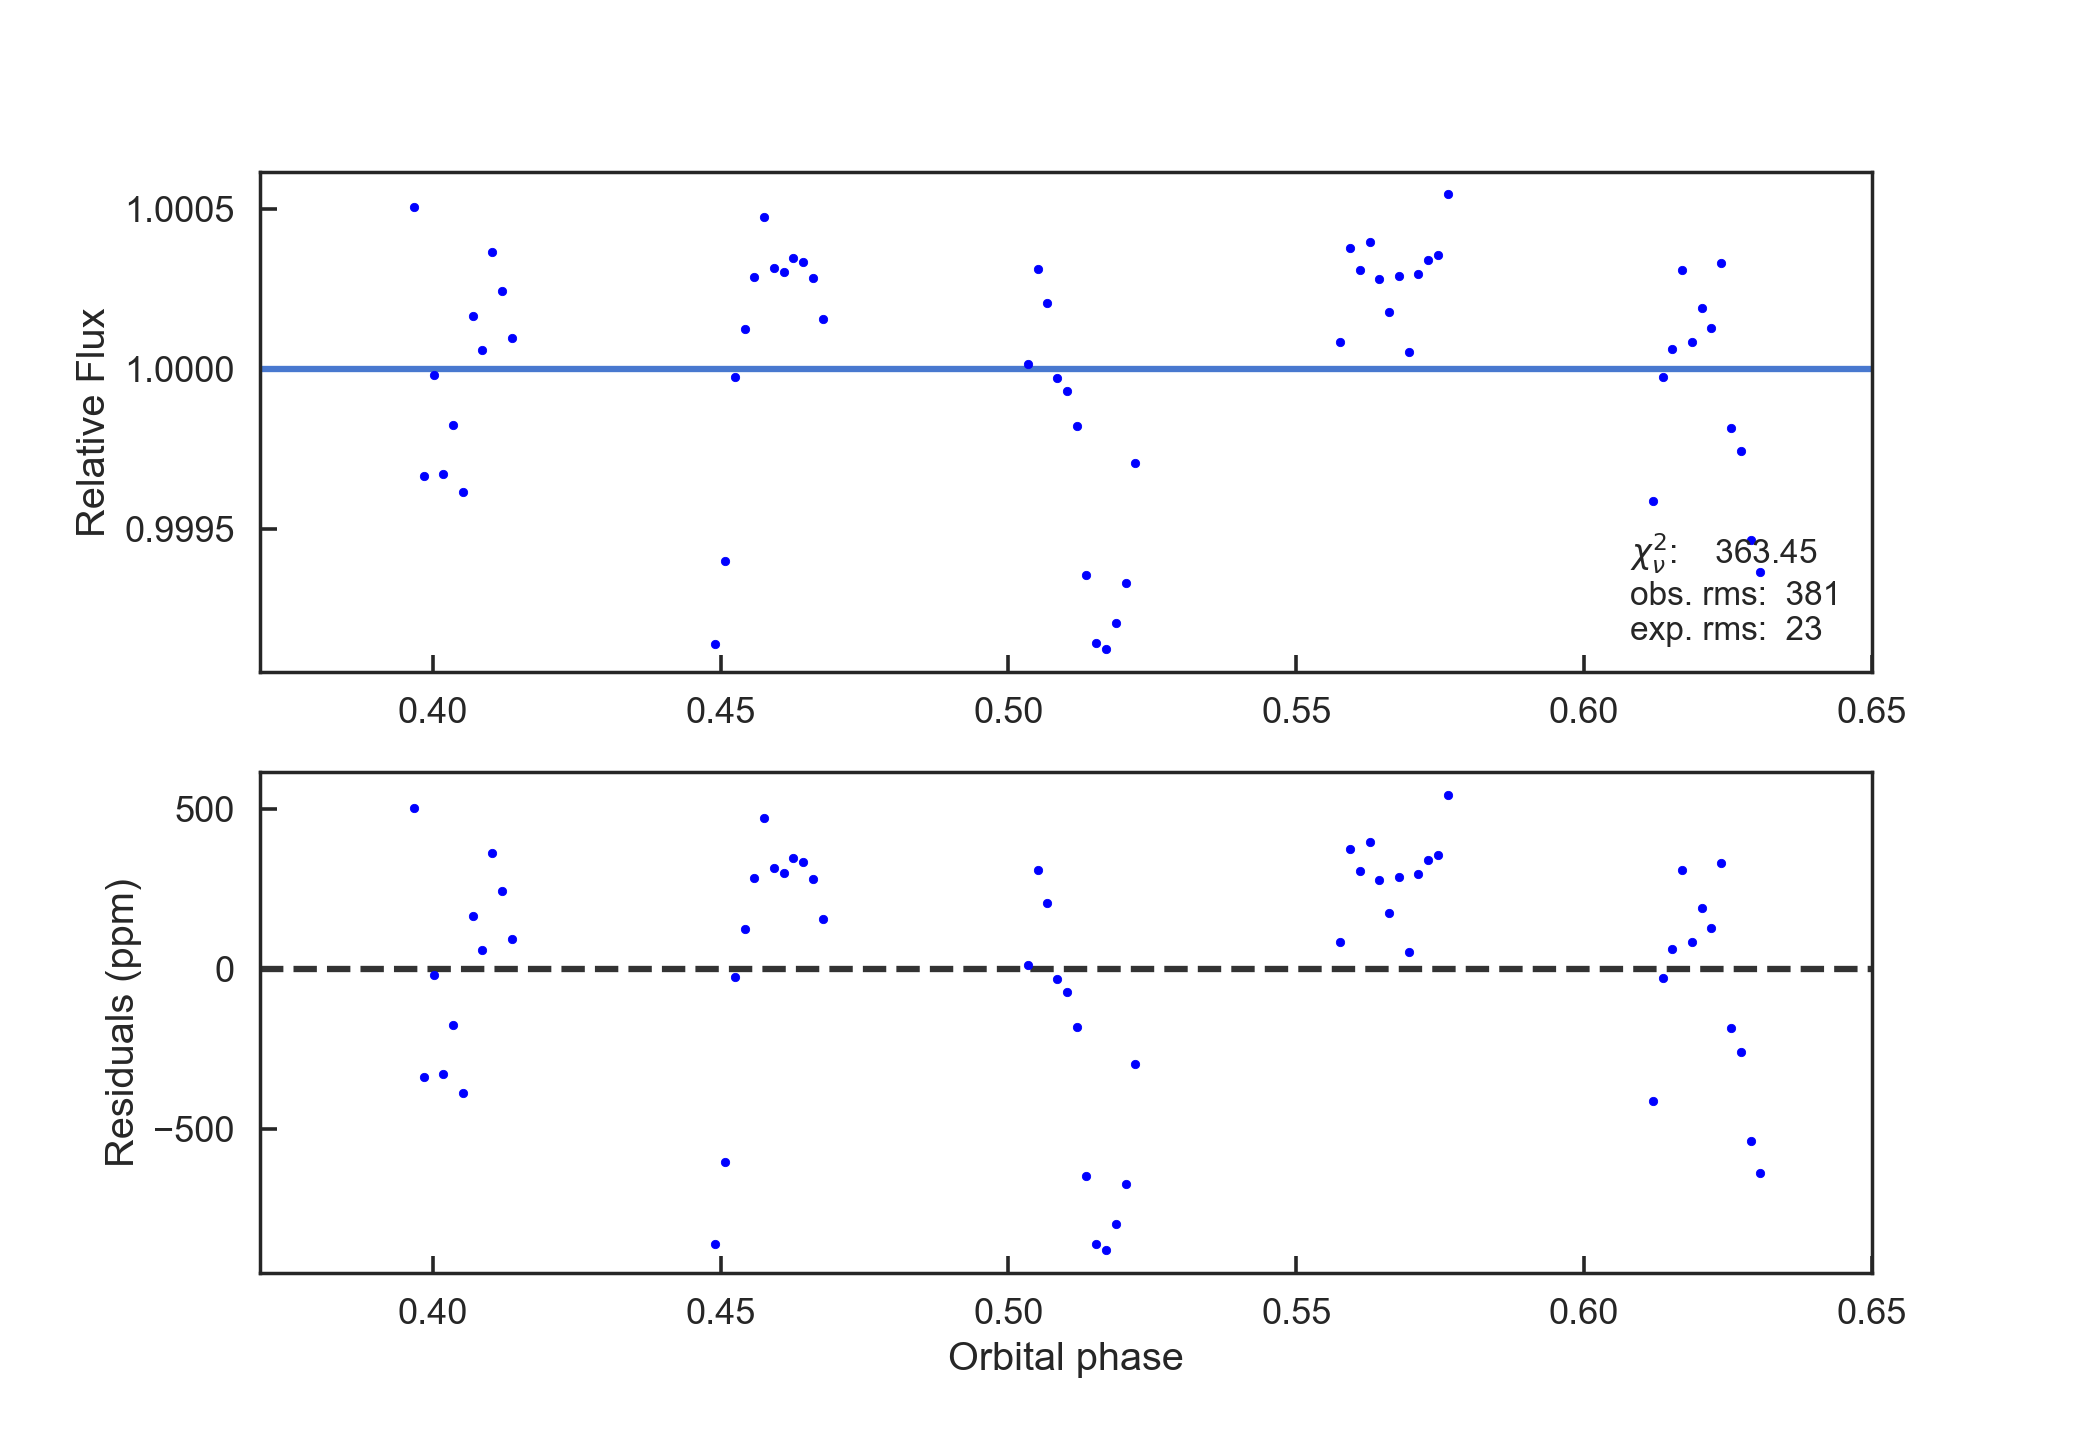 Relative Flux
1.0005
1.0000
0.9995
χ²ᵥ: 363.45
obs. rms: 381
exp. rms: 23
0.40 0.45 0.50 0.55 0.60 0.65
Residuals (ppm)
500
0
−500
0.40 0.45 0.50 0.55 0.60 0.65
Orbital phase